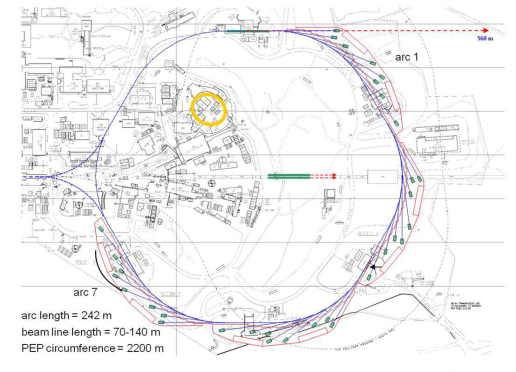 560 m
arc 1
arc 7
arc length = 242 m
beam line length = 70-140 m
PEP circumference = 2200 m